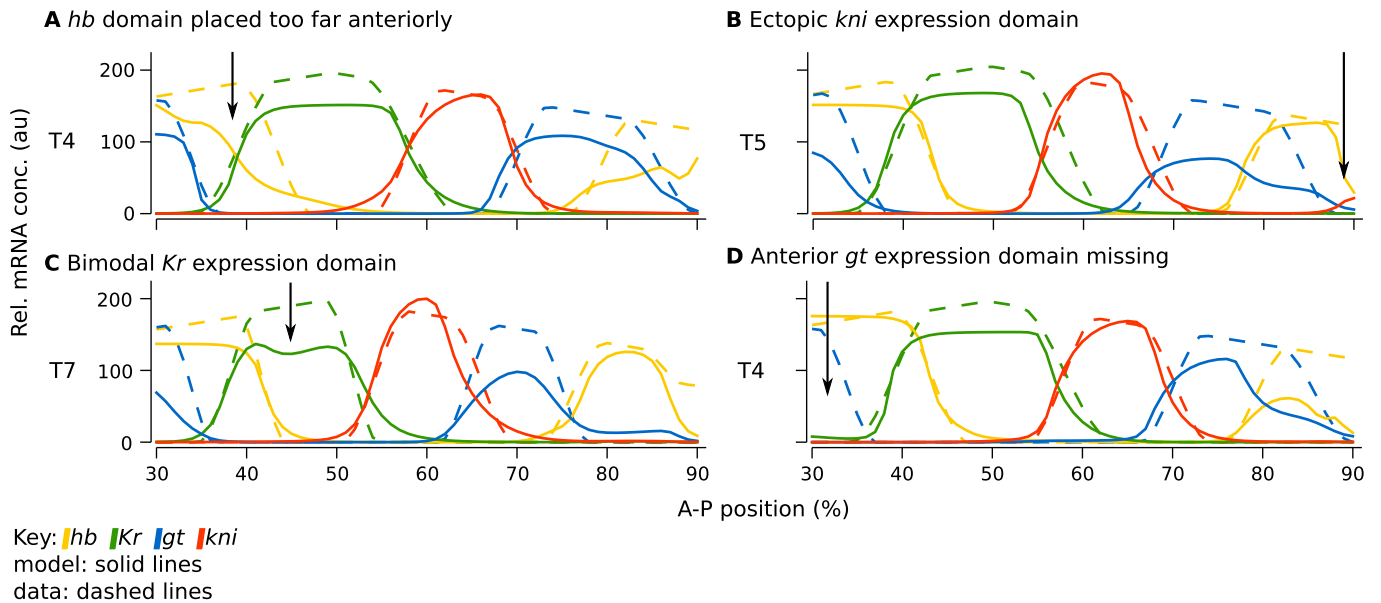 A hb domain placed too far anteriorly
B Ectopic kni expression domain
Rel. mRNA conc. (au)
T4
200
100
0
T5
C Bimodal Kr expression domain
D Anterior gt expression domain missing
T7
200
100
0
T4
30 40 50 60 70 80 90
30 40 50 60 70 80 90
A-P position (%)
Key: hb Kr gt kni
model: solid lines
data: dashed lines